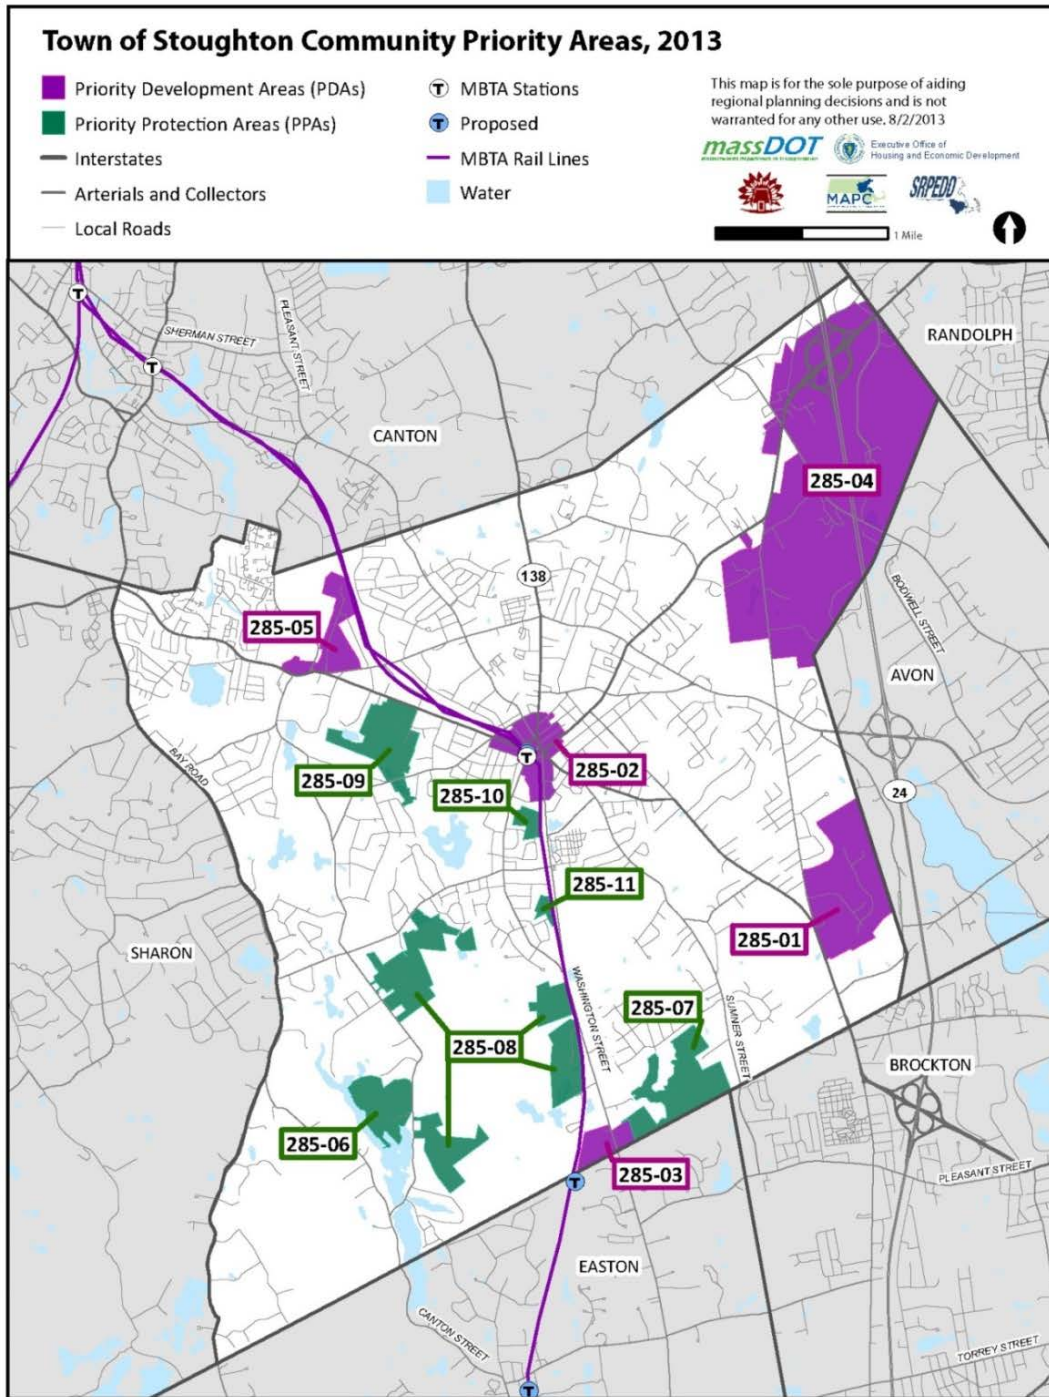 Town of Stoughton Community Priority Areas, 2013
Priority Development Areas (PDAs)
Priority Protection Areas (PPAs)
Interstates
Arterials and Collectors
Local Roads
T MBTA Stations
T Proposed
MBTA Rail Lines
Water
This map is for the sole purpose of aiding
regional planning decisions and is not
warranted for any other use. 8/2/2013
massDOT
Executive Office of
Housing and Economic Development
MAPC
SRPEDD
1 Mile
RANDOLPH
T
SHERMAN STREET
PLEASANT STREET
T
CANTON
285-04
138
BODWELL STREET
285-05
AVON
BAY ROAD
285-09
T
285-02
285-10
24
285-11
285-01
SHARON
WASHINGTON STREET
SUMNER STREET
285-07
285-08
BROCKTON
285-06
285-03
PLEASANT STREET
T
EASTON
CANTON STREET
TORREY STREET
T